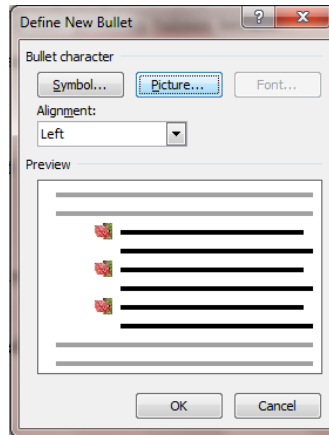 Define New Bullet
Bullet character
Symbol... Picture... Font...
Alignment:
Left
Preview
OK Cancel